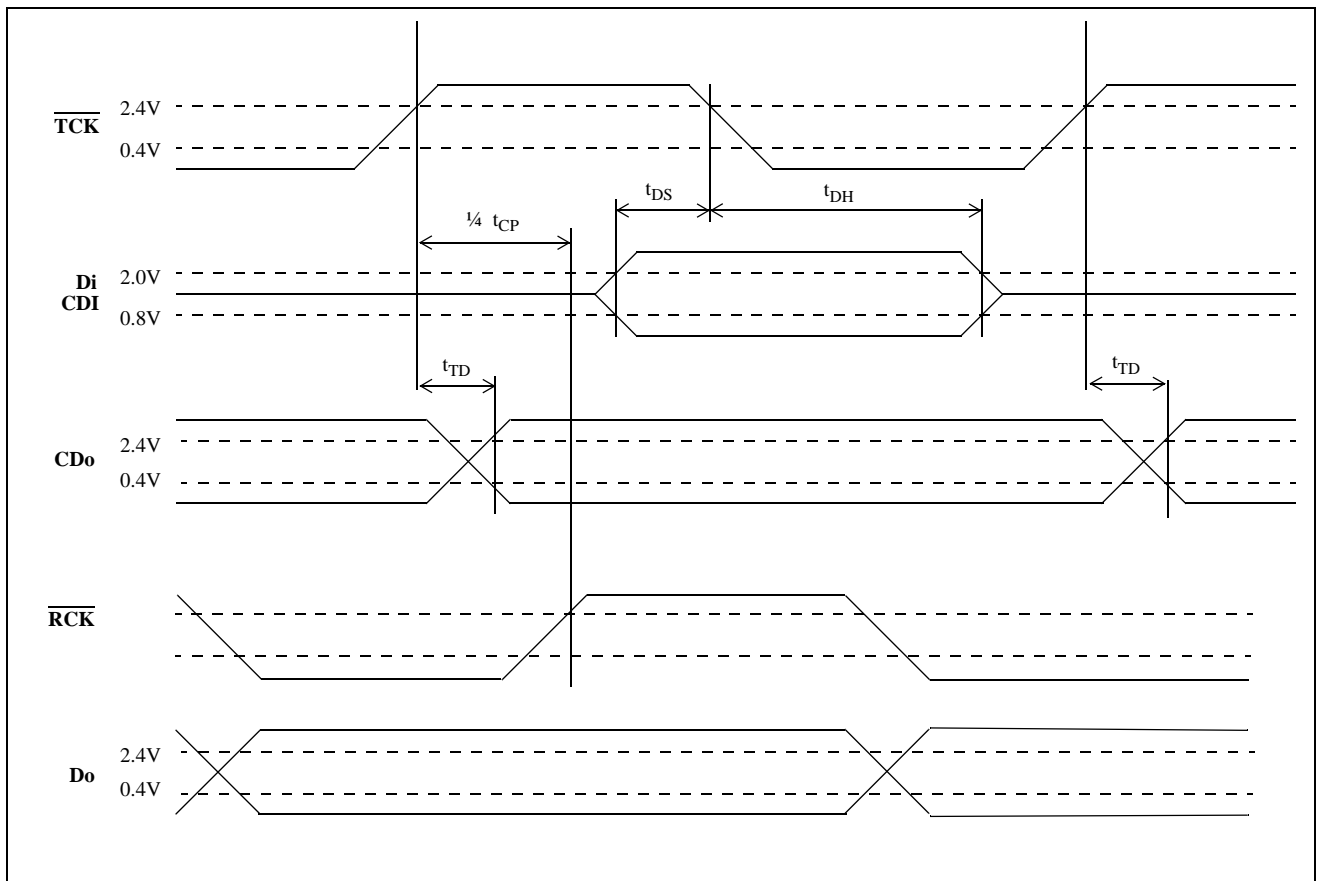 TCK
2.4V
0.4V
tDS
tDH
¼ tCP
Di
CDI
2.0V
0.8V
tTD
tTD
CDo
2.4V
0.4V
RCK
Do
2.4V
0.4V